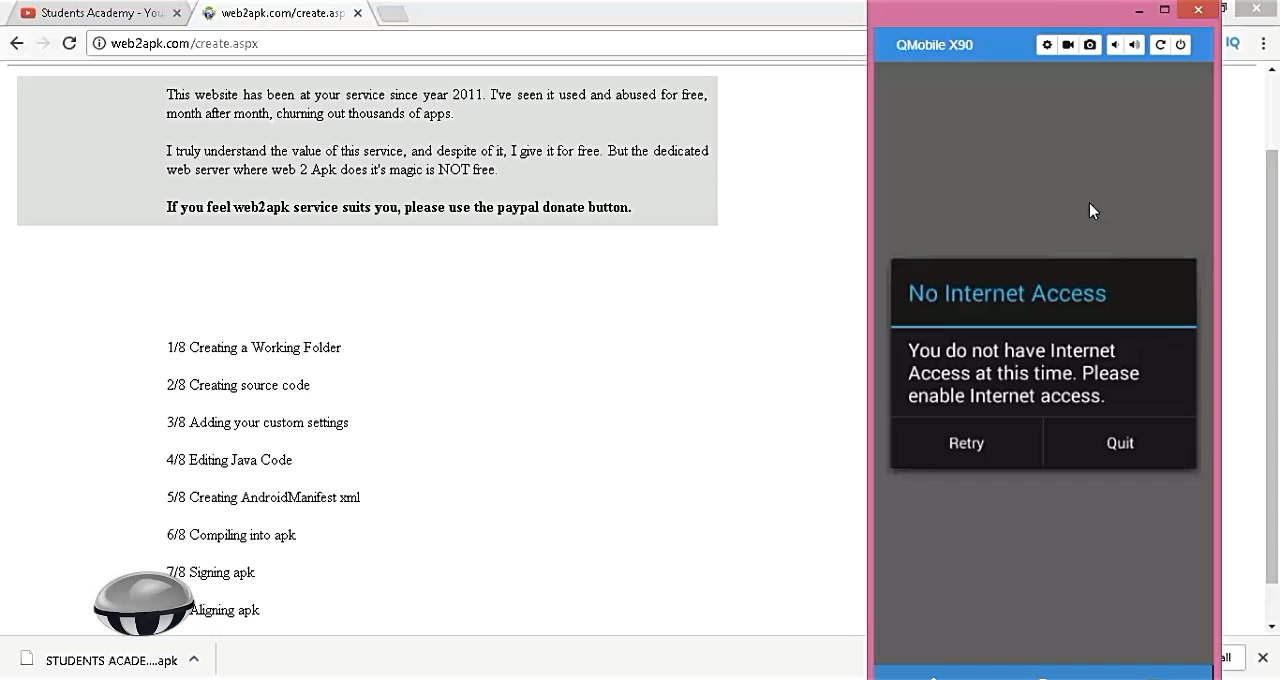 Students Academy - You
web2apk.com/create.asp
web2apk.com/create.aspx
IQ
This website has been at your service since year 2011. I've seen it used and abused for free,
month after month, churning out thousands of apps.
I truly understand the value of this service, and despite of it, I give it for free. But the dedicated
web server where web 2 Apk does it's magic is NOT free.
If you feel web2apk service suits you, please use the paypal donate button.
1/8 Creating a Working Folder
2/8 Creating source code
3/8 Adding your custom settings
4/8 Editing Java Code
5/8 Creating AndroidManifest xml
6/8 Compiling into apk
7/8 Signing apk
Aligning apk
STUDENTS ACADE....apk
all
QMobile X90
No Internet Access
You do not have Internet
Access at this time. Please
enable Internet access.
Retry
Quit